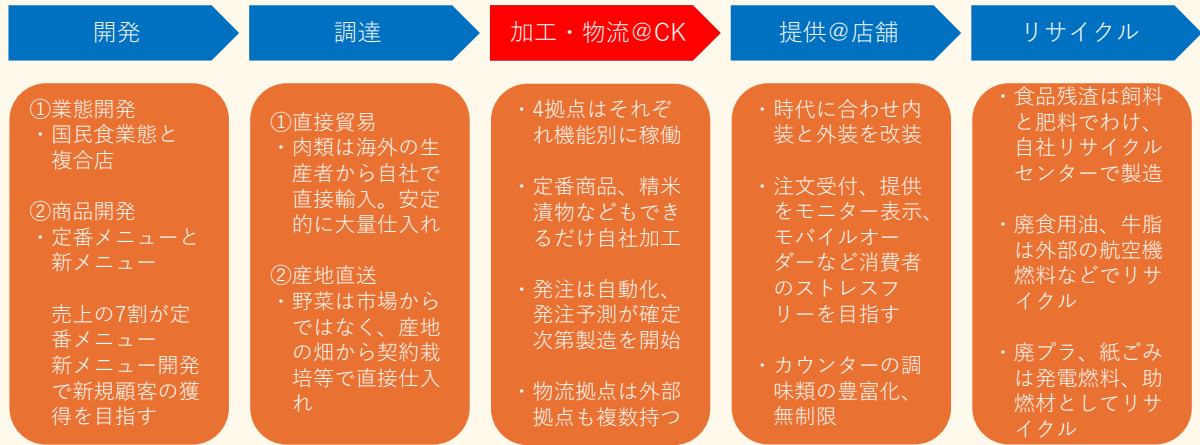 開発
調達
加工・物流@CK
提供@店舗
リサイクル
①業態開発
・国民食業態と
複合店
②商品開発
・定番メニューと
新メニュー
売上の7割が定
番メニュー
新メニュー開発
で新規顧客の獲
得を目指す
①直接貿易
・肉類は海外の生
産者から自社で
直接輸入。安定
的に大量仕入れ
②産地直送
・野菜は市場から
ではなく、産地
の畑から契約栽
培等で直接仕入
れ
・4拠点はそれぞ
れ機能別に稼働
・定番商品、精米
漬物などもでき
るだけ自社加工
・発注は自動化、
発注予測が確定
次第製造を開始
・物流拠点は外部
拠点も複数持つ
・時代に合わせ内
装と外装を改装
・注文受付、提供
をモニター表示、
モバイルオー
ダーなど消費者
のストレスフ
リーを目指す
・カウンターの調
味類の豊富化、
無制限
・食品残渣は飼料
と肥料でわけ、
自社リサイクル
センターで製造
・廃食用油、牛脂
は外部の航空機
燃料などでリサ
イクル
・廃プラ、紙ごみ
は発電燃料、助
燃材としてリサ
イクル